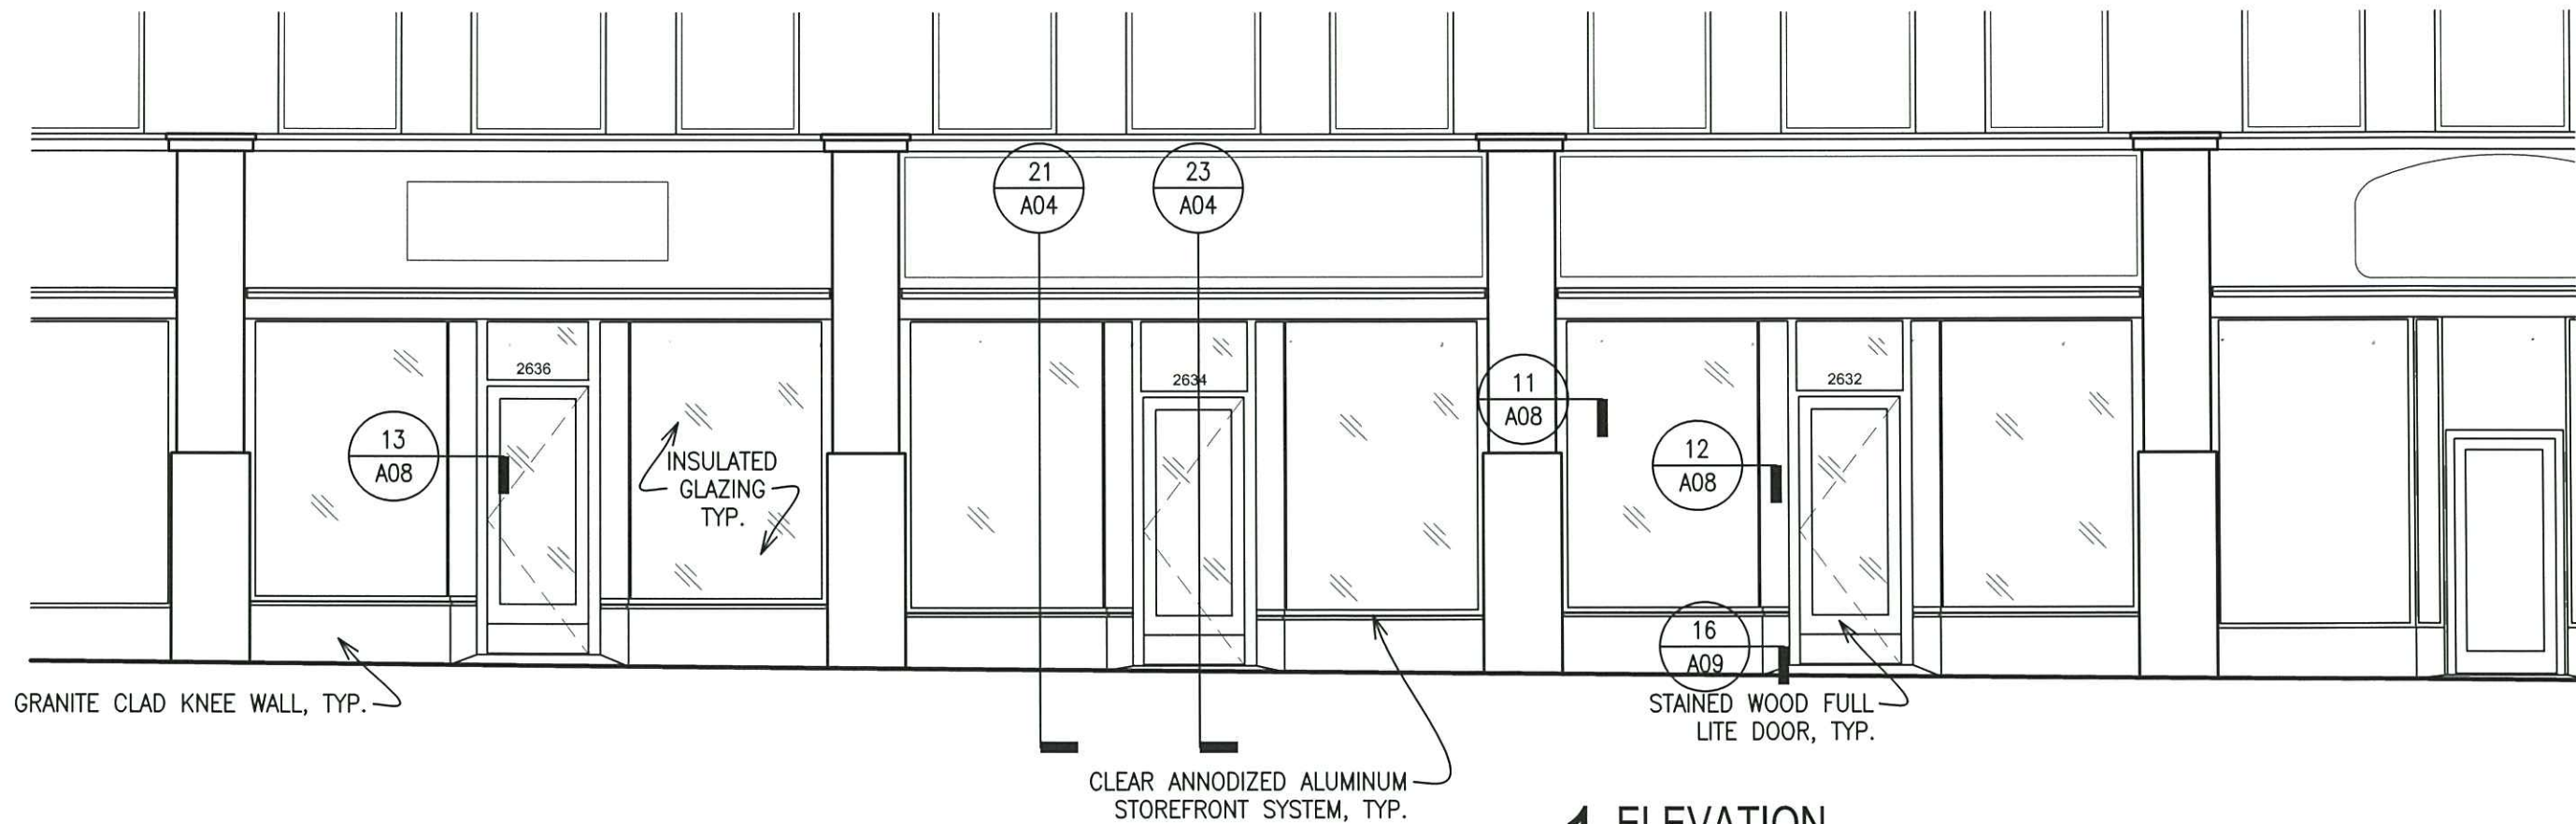 21
A04
23
A04
2636
2634
2632
13
A08
11
A08
12
A08
INSULATED
GLAZING
TYP.
16
A09
GRANITE CLAD KNEE WALL, TYP.
STAINED WOOD FULL
LITE DOOR, TYP.
CLEAR ANNODIZED ALUMINUM
STOREFRONT SYSTEM, TYP.
1 ELEVATION